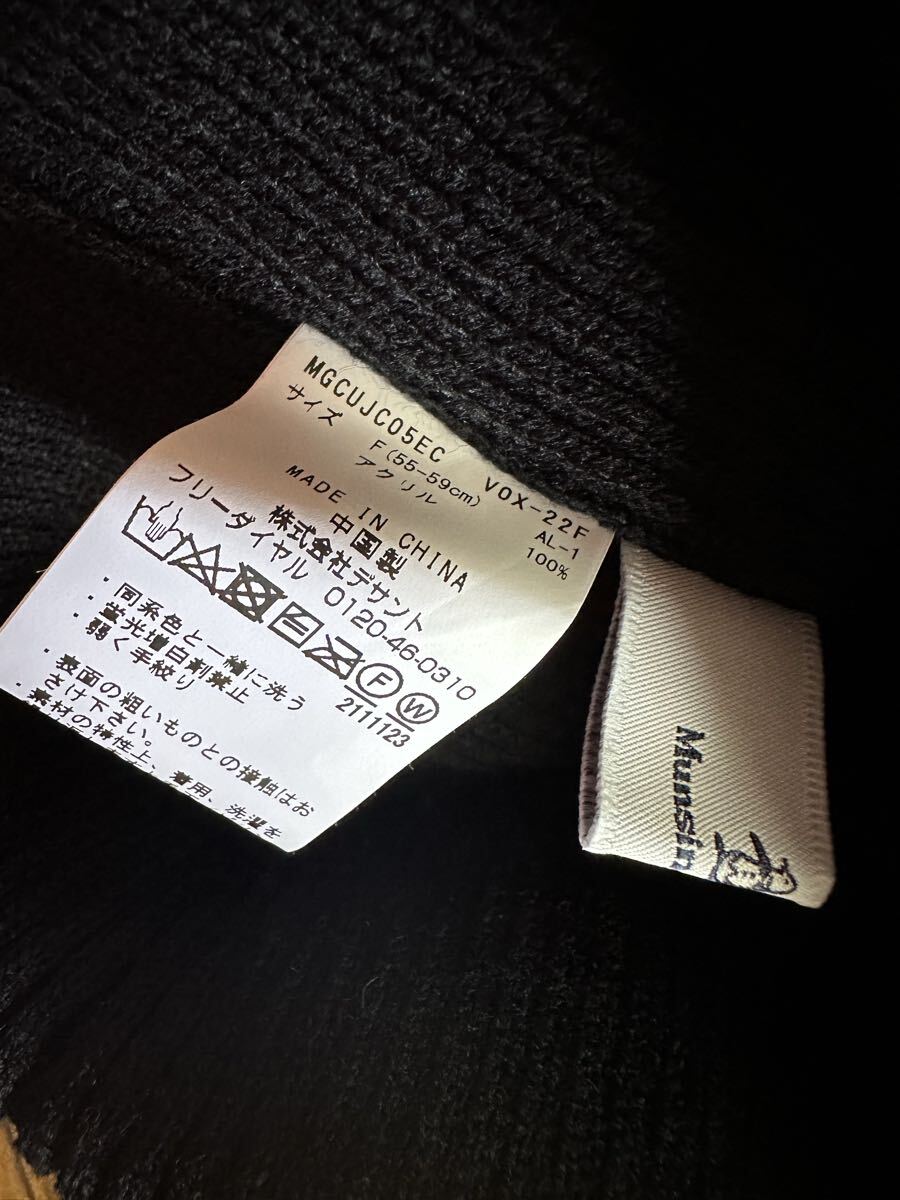 MGCUJC05EC VOX-22F
サイズ F(55-59cm) AL-1
アクリル 100%
MADE IN CHINA
中国製
株式会社デサント
フリーダイヤル 0120-46-0310
F W
2111123
・同系色と一緒に洗う
・蛍光増白剤禁止
・弱く手絞り
・表面の粗いものとの接触はお
さけ下さい。
・素材の特性上、着用、洗濯を
Munsin